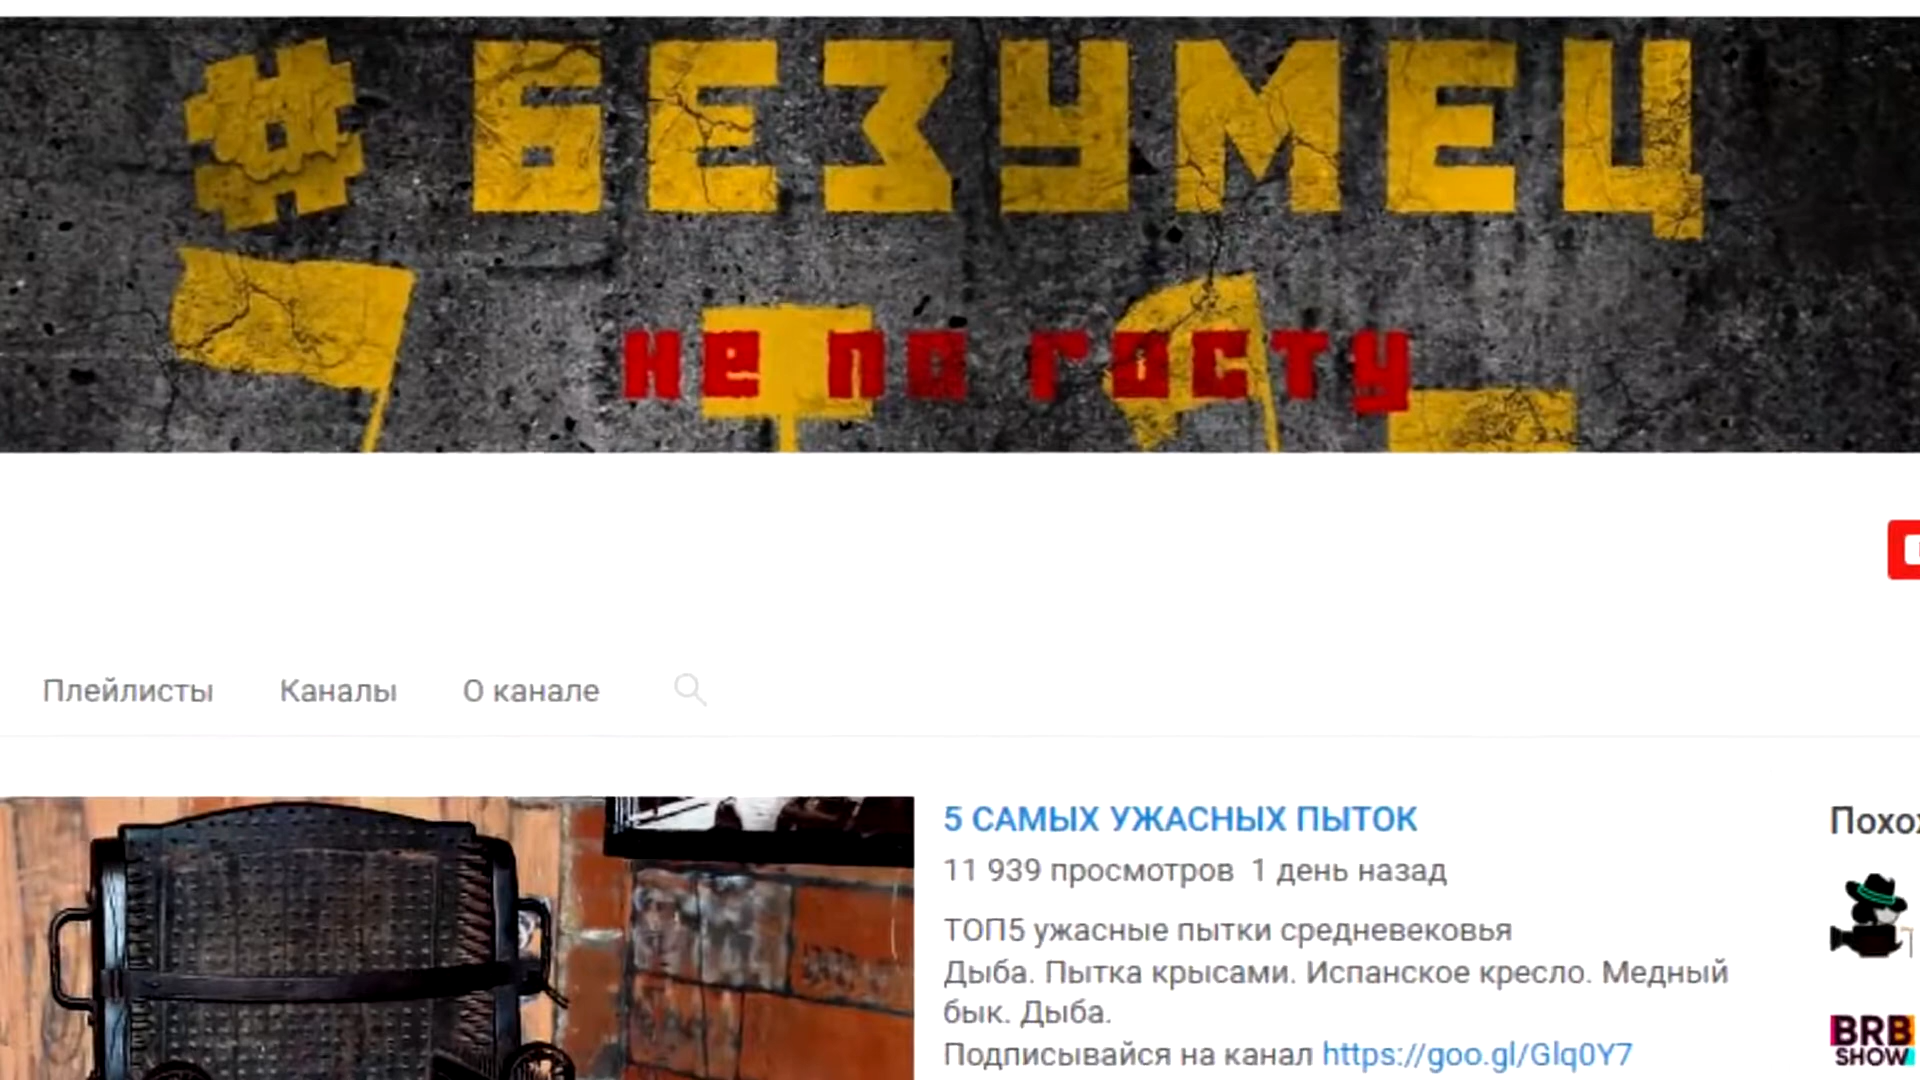 # БЕЗУМЕЦ
не по госту
Плейлисты Каналы О канале
5 САМЫХ УЖАСНЫХ ПЫТОК
11 939 просмотров 1 день назад
ТОП5 ужасные пытки средневековья
Дыба. Пытка крысами. Испанское кресло. Медный
бык. Дыба.
Подписывайся на канал https://goo.gl/Glq0Y7
BRB
SHOW